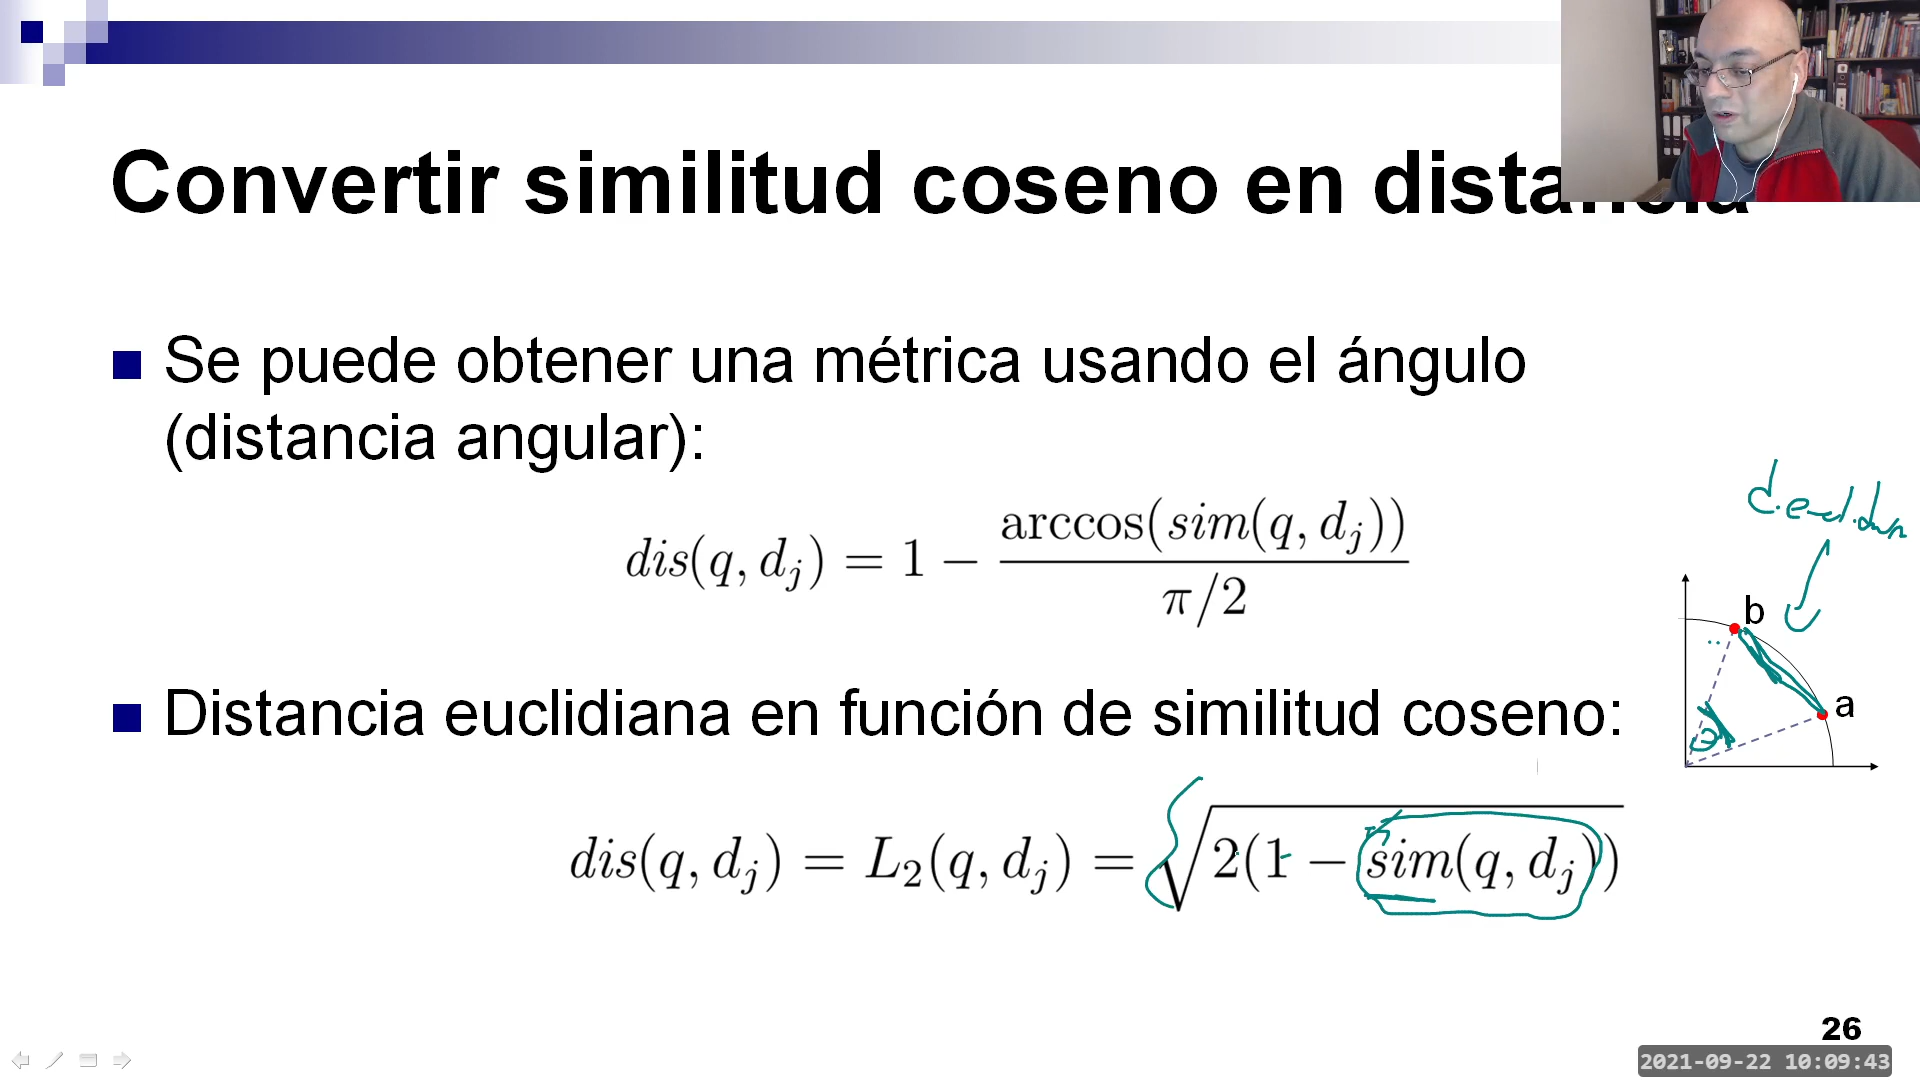 Convertir similitud coseno en distancia
Se puede obtener una métrica usando el ángulo
(distancia angular):
dis(q, d_j) = 1 − arccos(sim(q, d_j)) / π/2
Distancia euclidiana en función de similitud coseno:
dis(q, d_j) = L_2(q, d_j) = √2(1 − sim(q, d_j))
b
a
26
2021-09-22 10:09:43